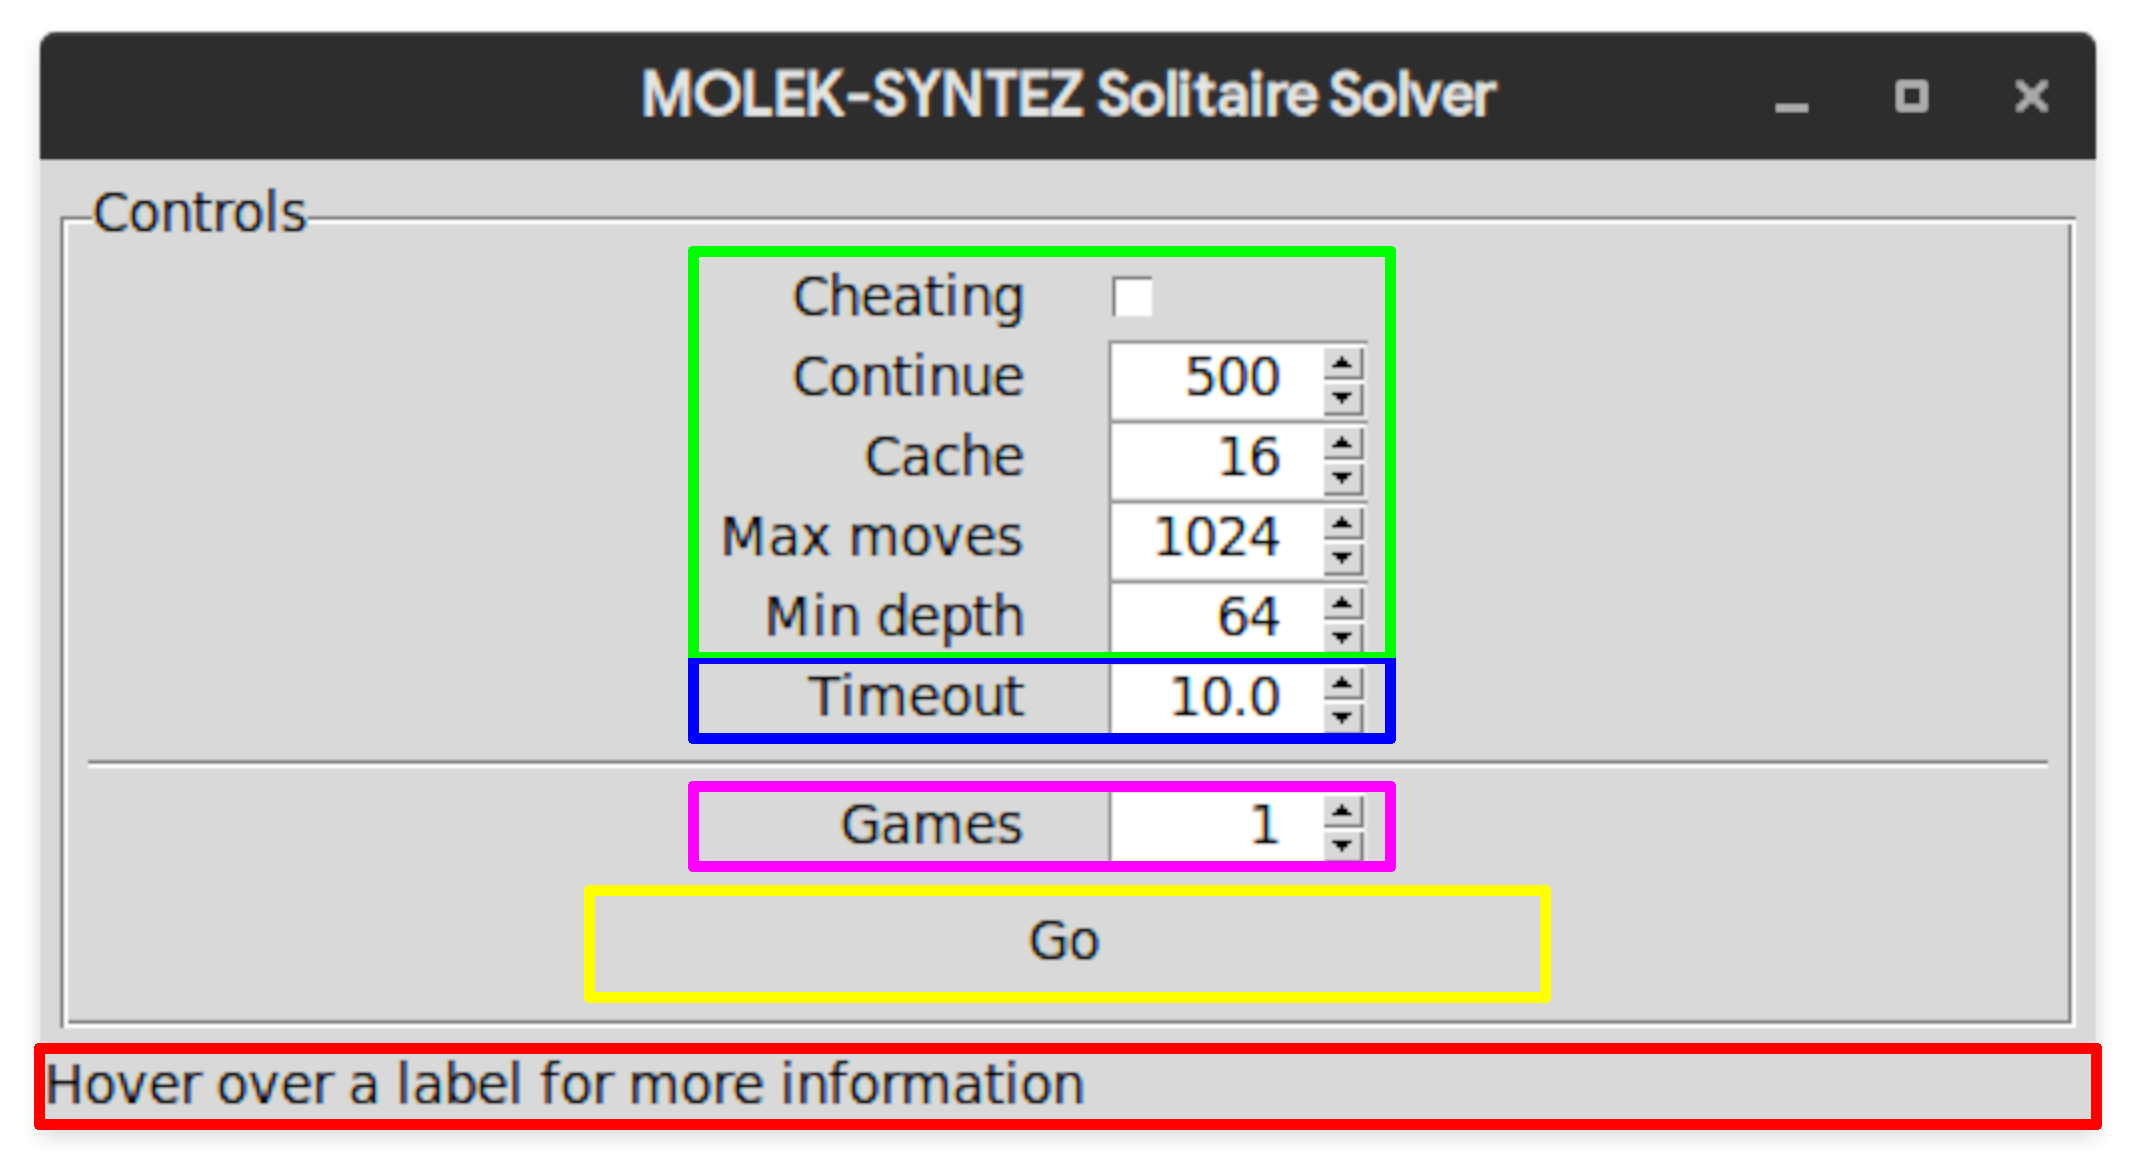 MOLEK-SYNTEZ Solitaire Solver
Controls
Cheating
Continue 500
Cache 16
Max moves 1024
Min depth 64
Timeout 10.0
Games 1
Go
Hover over a label for more information